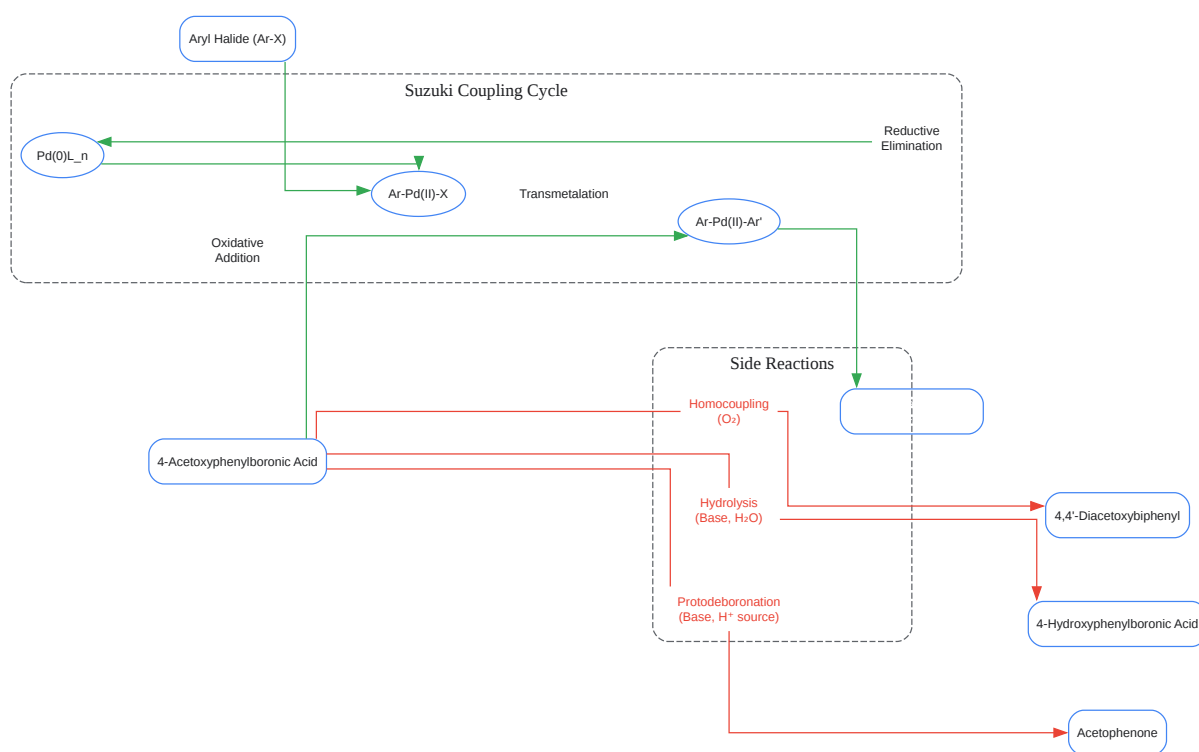 Aryl Halide (Ar-X)
Suzuki Coupling Cycle
Reductive
Elimination
Pd(0)L_n
Ar-Pd(II)-X
Transmetalation
Ar-Pd(II)-Ar'
Oxidative
Addition
Side Reactions
Homocoupling
(O₂)
4-Acetoxyphenylboronic Acid
Hydrolysis
(Base, H₂O)
4,4'-Diacetoxybiphenyl
Protodeboronation
(Base, H⁺ source)
4-Hydroxyphenylboronic Acid
Acetophenone